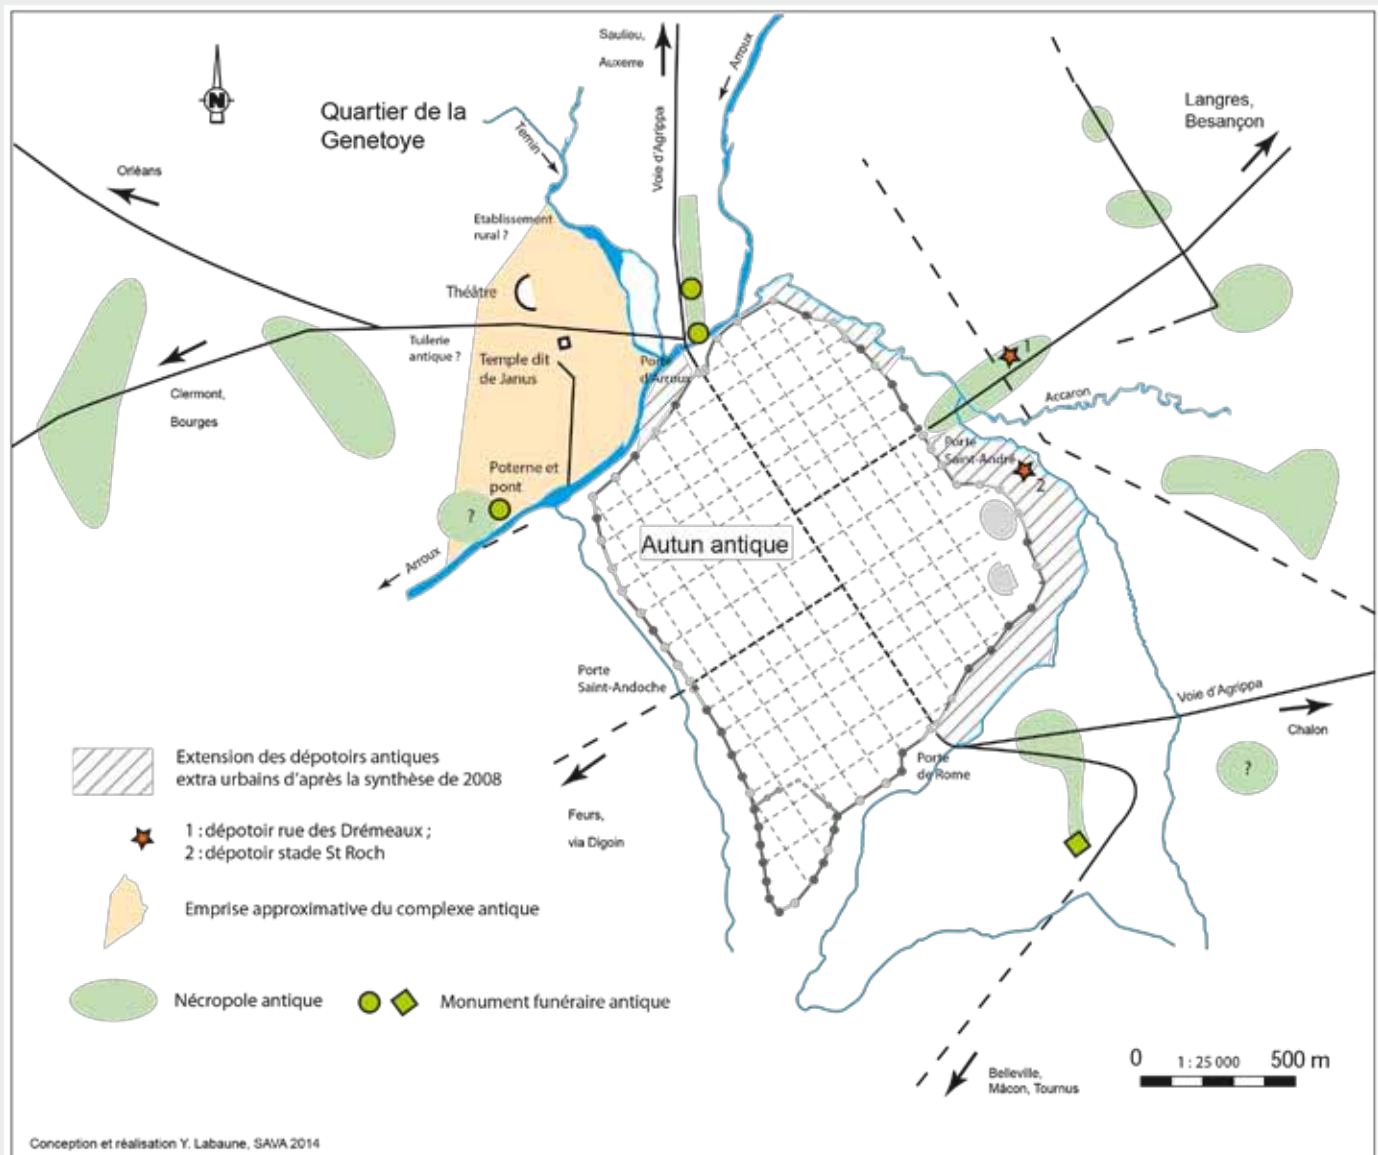 Saulieu,
Auxerre
Arroux
N
Quartier de la
Genetoye
Ternin
Voie d'Agrippa
Langres,
Besançon
Orléans
Etablissement
rural ?
Théâtre
Tuilerie
antique ?
Temple dit
de Janus
Porte
d'Arroux
1
Accaron
Clermont,
Bourges
Porte
Saint-André
2
Poterne et
pont
?
Autun antique
Arroux
Porte
Saint-Andoche
Voie d'Agrippa
Chalon
Porte
de Rome
?
Feurs,
via Digoin
Extension des dépotoirs antiques
extra urbains d'après la synthèse de 2008
1 : dépotoir rue des Drémeaux ;
2 : dépotoir stade St Roch
Emprise approximative du complexe antique
Nécropole antique
Monument funéraire antique
Belleville,
Mâcon, Tournus
0 1 : 25 000 500 m
Conception et réalisation Y. Labaune, SAVA 2014